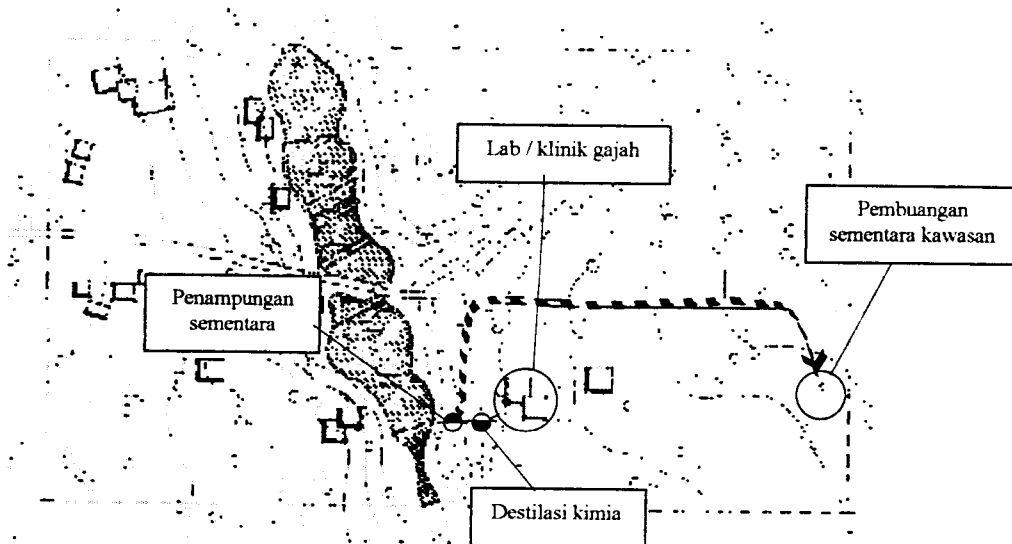 Lab / klinik gajah
Pembuangan
sementara kawasan
Penampungan
sementara
Destilasi kimia